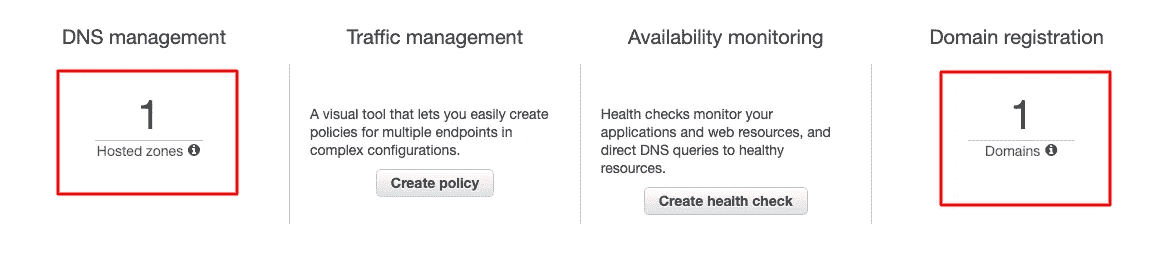 DNS management
1
Hosted zones
Traffic management
A visual tool that lets you easily create
policies for multiple endpoints in
complex configurations.
Create policy
Availability monitoring
Health checks monitor your
applications and web resources, and
direct DNS queries to healthy
resources.
Create health check
Domain registration
1
Domains